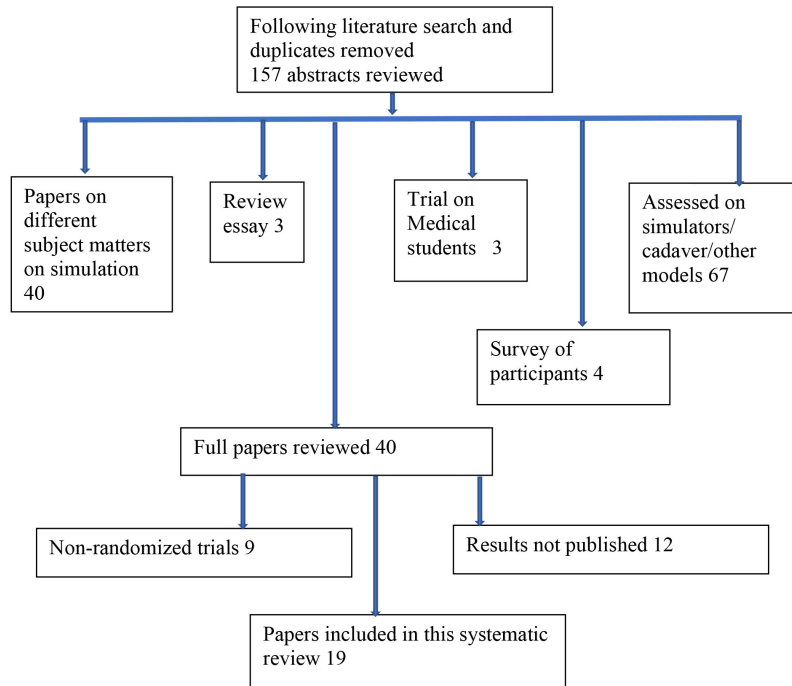 Following literature search and
duplicates removed
157 abstracts reviewed
Papers on
different
subject matters
on simulation
40
Review
essay 3
Trial on
Medical
students 3
Assessed on
simulators/
cadaver/other
models 67
Survey of
participants 4
Full papers reviewed 40
Non-randomized trials 9
Results not published 12
Papers included in this systematic
review 19